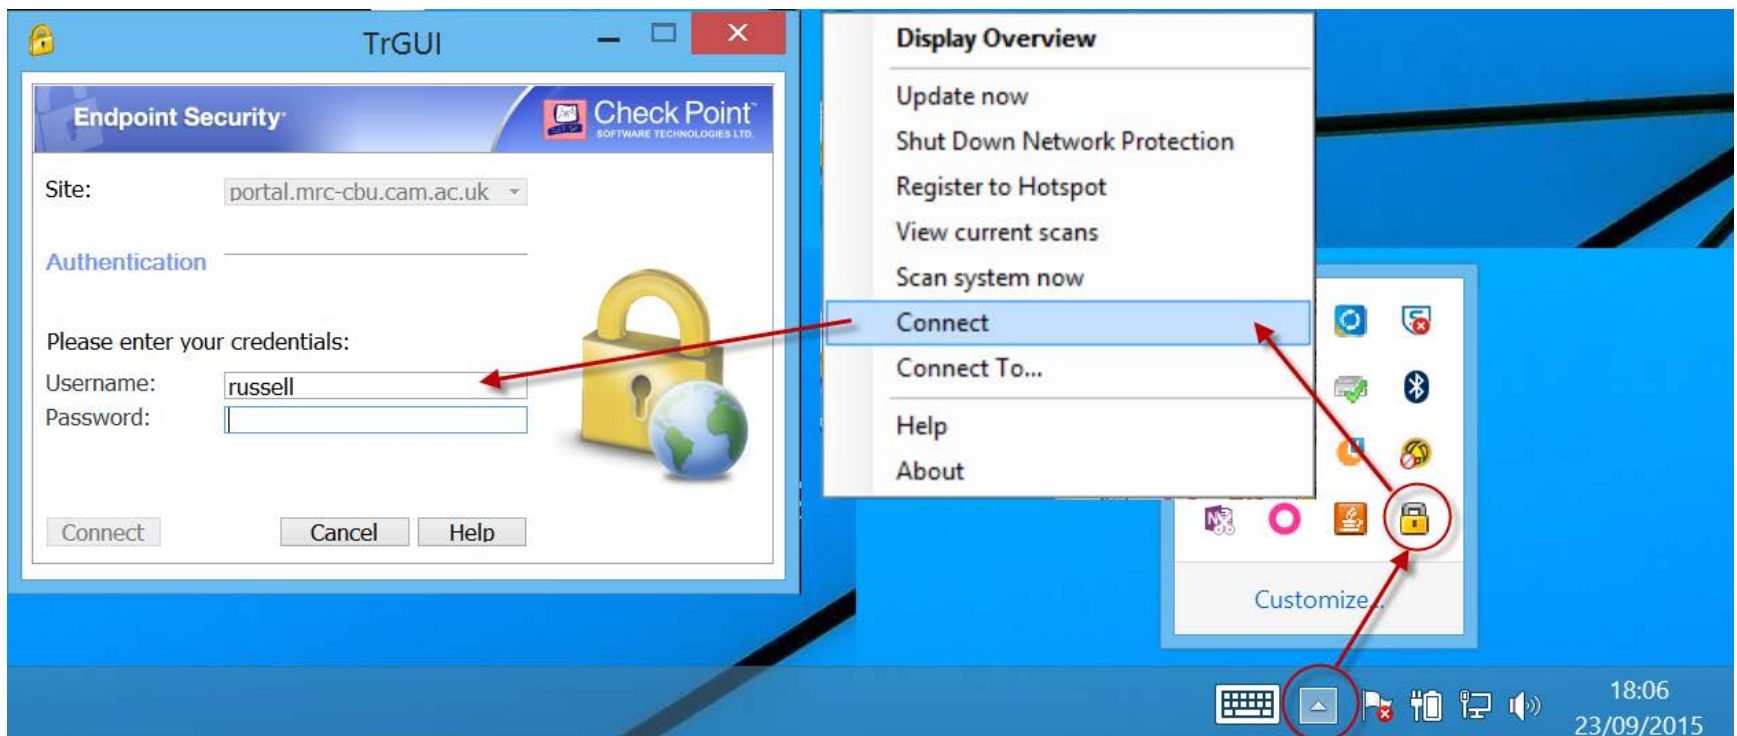 TrGUI
Endpoint Security
Check Point™
SOFTWARE TECHNOLOGIES LTD.
Site:
portal.mrc-cbu.cam.ac.uk
Authentication
Please enter your credentials:
Username:
russell
Password:
Connect
Cancel
Help
Display Overview
Update now
Shut Down Network Protection
Register to Hotspot
View current scans
Scan system now
Connect
Connect To...
Help
About
Customize...
18:06
23/09/2015